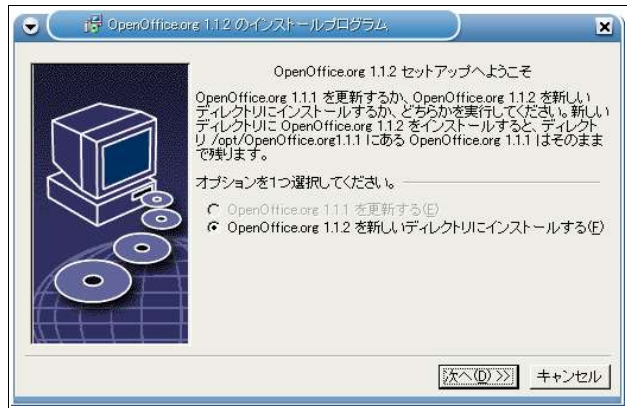 OpenOffice.org 1.1.2 のインストールプログラム
OpenOffice.org 1.1.2 セットアップへようこそ
OpenOffice.org 1.1.1 を更新するか、OpenOffice.org 1.1.2 を新しい
ディレクトリにインストールするか、どちらかを実行してください。新しい
ディレクトリに OpenOffice.org 1.1.2 をインストールすると、ディレクト
リ /opt/OpenOffice.org1.1.1 にある OpenOffice.org 1.1.1 はそのまま
で残ります。
オプションを1つ選択してください。
OpenOffice.org 1.1.1 を更新する(E)
OpenOffice.org 1.1.2 を新しいディレクトリにインストールする(F)
次へ(D) >>
キャンセル